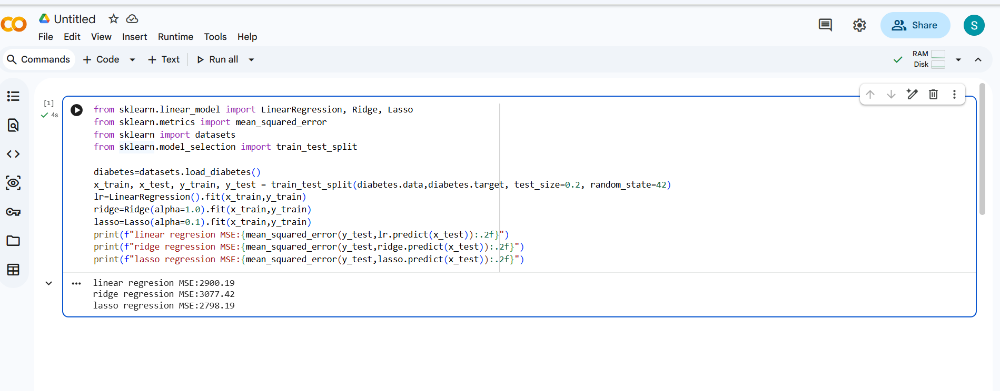 Untitled
File Edit View Insert Runtime Tools Help
Share
S
Commands + Code + Text Run all
RAM
Disk
[1]
4s
from sklearn.linear_model import LinearRegression, Ridge, Lasso
from sklearn.metrics import mean_squared_error
from sklearn import datasets
from sklearn.model_selection import train_test_split
diabetes=datasets.load_diabetes()
x_train, x_test, y_train, y_test = train_test_split(diabetes.data,diabetes.target, test_size=0.2, random_state=42)
lr=LinearRegression().fit(x_train,y_train)
ridge=Ridge(alpha=1.0).fit(x_train,y_train)
lasso=Lasso(alpha=0.1).fit(x_train,y_train)
print(f"linear regresion MSE:{mean_squared_error(y_test,lr.predict(x_test)):.2f}")
print(f"ridge regression MSE:{mean_squared_error(y_test,ridge.predict(x_test)):.2f}")
print(f"lasso regression MSE:{mean_squared_error(y_test,lasso.predict(x_test)):.2f}")
linear regresion MSE:2900.19
ridge regression MSE:3077.42
lasso regression MSE:2798.19